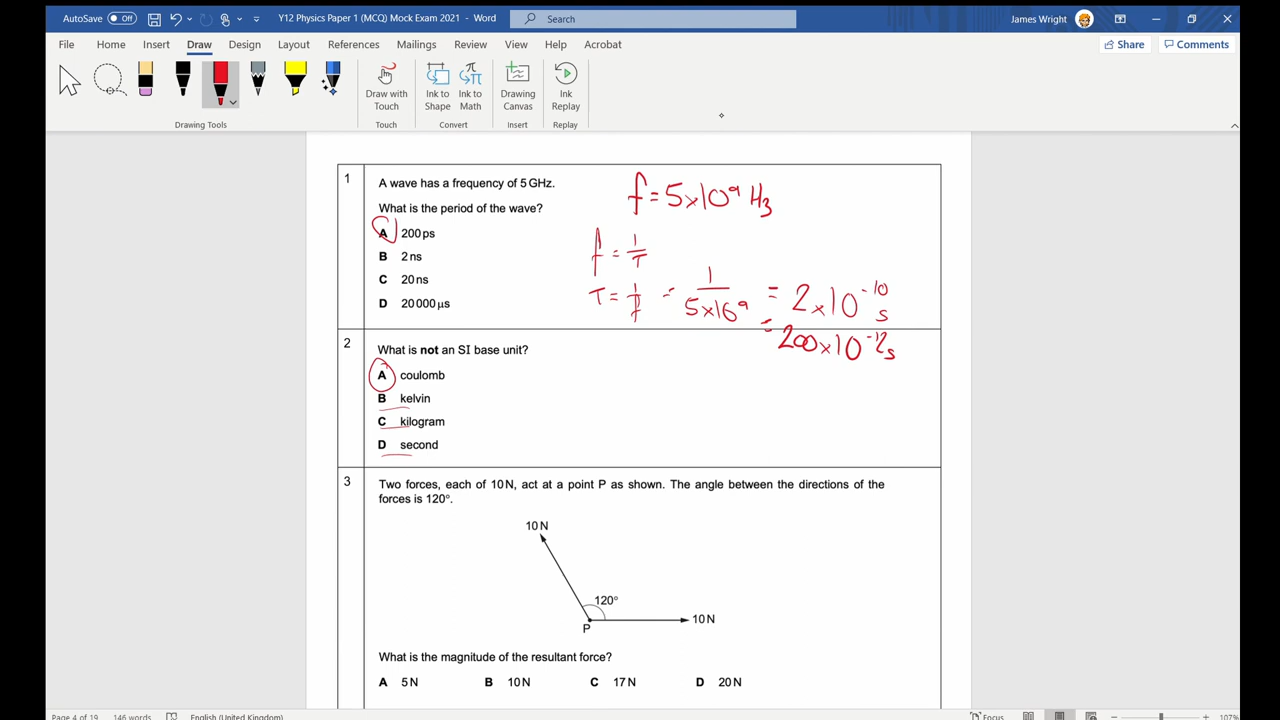 AutoSave Off
Y12 Physics Paper 1 (MCQ) Mock Exam 2021 - Word
Search
James Wright
File Home Insert Draw Design Layout References Mailings Review View Help Acrobat
Share Comments
Draw with Touch
Ink to Shape
Ink to Math
Drawing Canvas
Ink Replay
Drawing Tools Touch Convert Insert Replay
1
A wave has a frequency of 5 GHz.
What is the period of the wave?
A 200 ps
B 2 ns
C 20 ns
D 20 000 μs
f = 5×10⁹ Hz
f = 1/T
T = 1/f = 1/(5×10⁹) = 2×10⁻¹⁰ s
= 200×10⁻¹² s
2
What is not an SI base unit?
A coulomb
B kelvin
C kilogram
D second
3
Two forces, each of 10 N, act at a point P as shown. The angle between the directions of the
forces is 120°.
10 N
120°
10 N
P
What is the magnitude of the resultant force?
A 5 N B 10 N C 17 N D 20 N
Page 4 of 19 146 words English (United Kingdom) Focus 107%